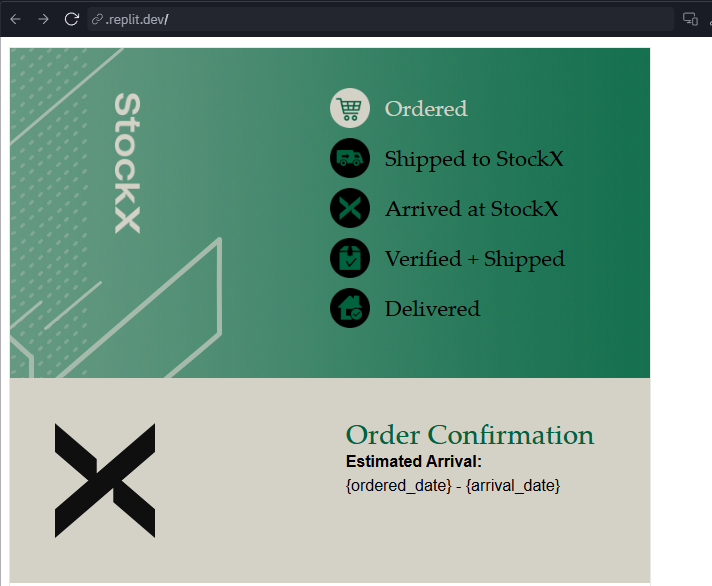 .replit.dev/
StockX
Ordered
Shipped to StockX
Arrived at StockX
Verified + Shipped
Delivered
Order Confirmation
Estimated Arrival:
{ordered_date} - {arrival_date}